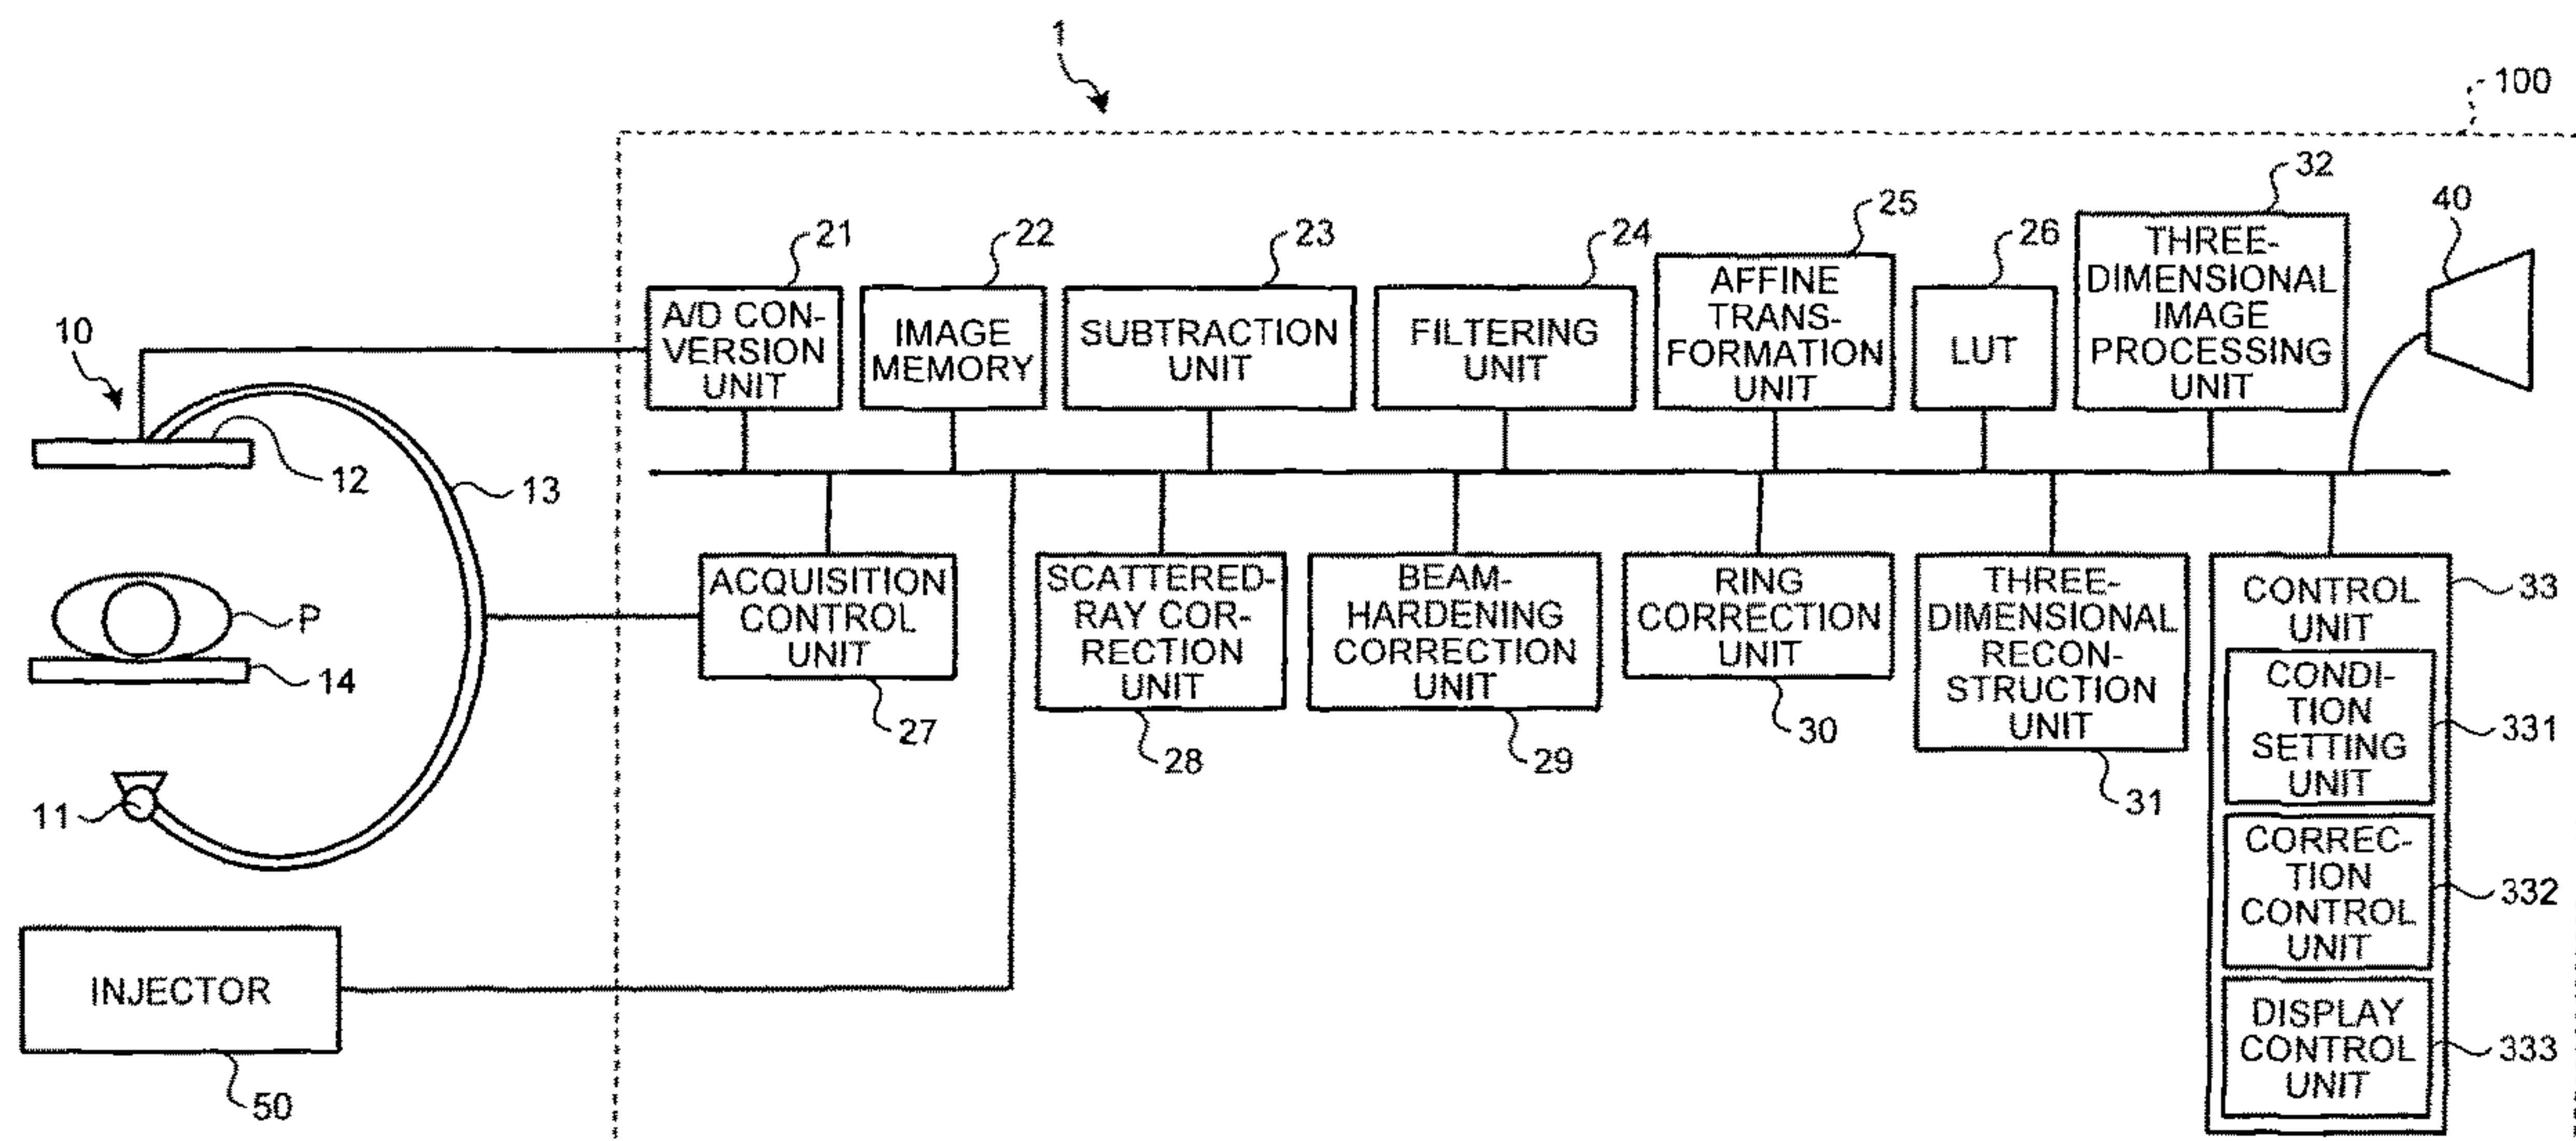 1
100
32
40
25
21
22
23
24
26
THREE-
DIMENSIONAL
IMAGE
PROCESSING
UNIT
AFFINE
TRANS-
FORMATION
UNIT
A/D CON-
VERSION
UNIT
IMAGE
MEMORY
SUBTRACTION
UNIT
FILTERING
UNIT
LUT
10
12
13
P
14
11
ACQUISITION
CONTROL
UNIT
27
SCATTERED-
RAY COR-
RECTION
UNIT
28
BEAM-
HARDENING
CORRECTION
UNIT
29
RING
CORRECTION
UNIT
30
THREE-
DIMENSIONAL
RECON-
STRUCTION
UNIT
31
CONTROL
UNIT
33
CONDI-
TION
SETTING
UNIT
331
CORREC-
TION
CONTROL
UNIT
332
DISPLAY
CONTROL
UNIT
333
INJECTOR
50